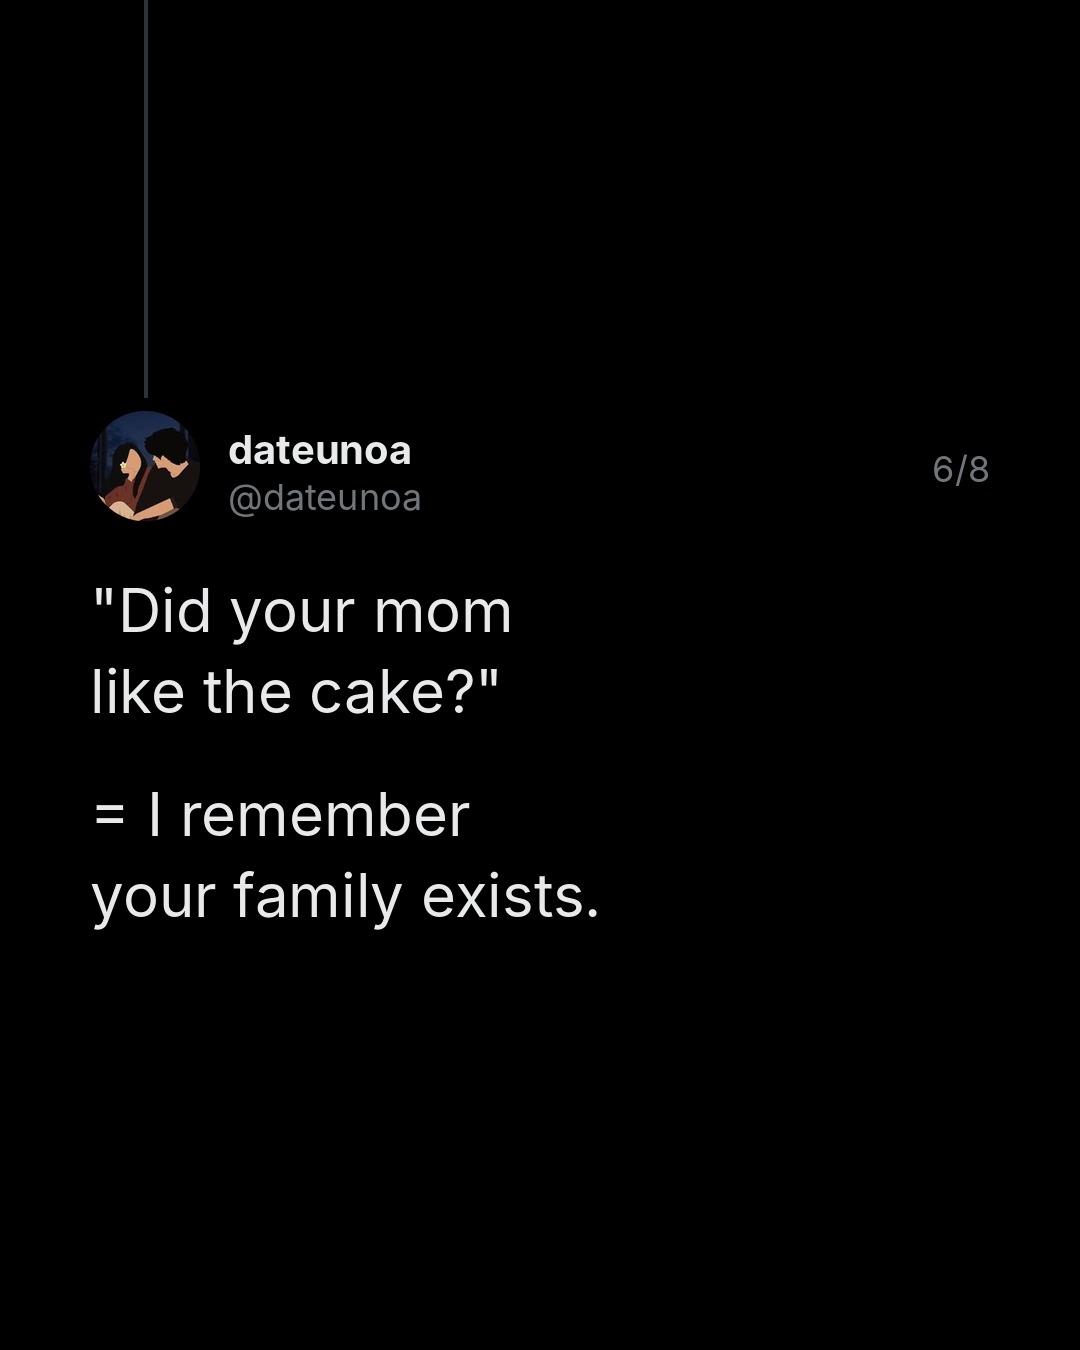 dateunoa
@dateunoa
6/8
"Did your mom
like the cake?"
= I remember
your family exists.